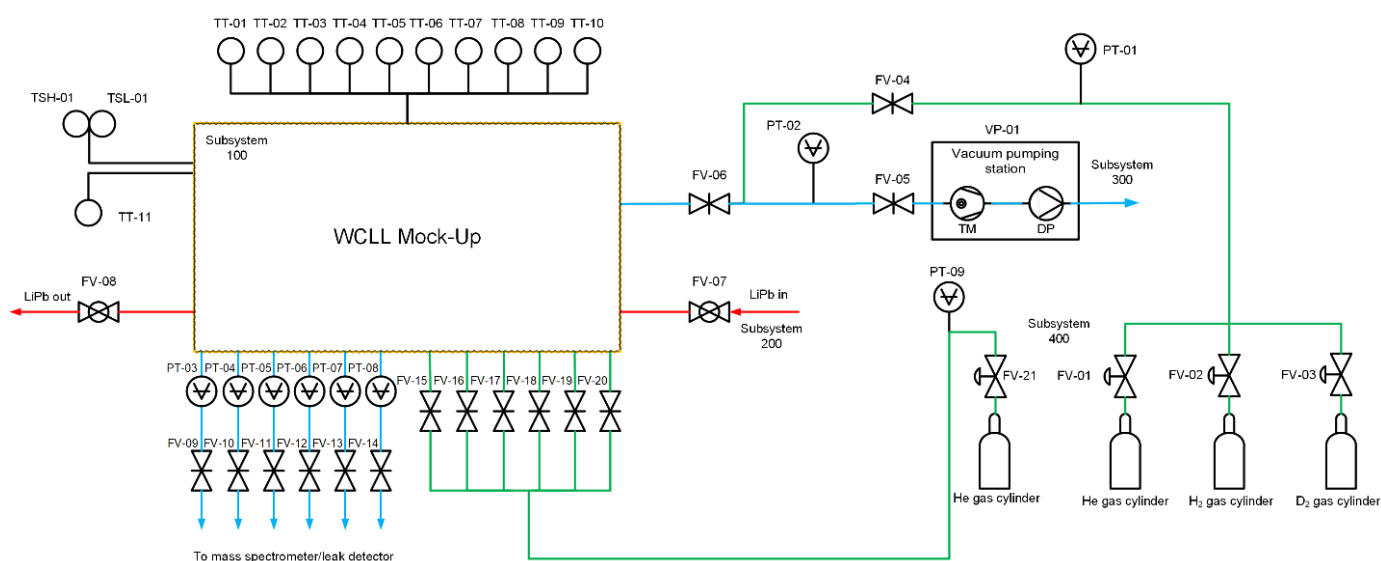 TT-01 TT-02 TT-03 TT-04 TT-05 TT-06 TT-07 TT-08 TT-09 TT-10
PT-01
FV-04
TSH-01 TSL-01
Subsystem
100
PT-02
VP-01
Vacuum pumping
station
Subsystem
300
FV-06
FV-05
TT-11
TM
DP
WCLL Mock-Up
FV-08
LiPb out
FV-07
LiPb in
Subsystem
200
PT-09
Subsystem
400
PT-03 PT-04 PT-05 PT-06 PT-07 PT-08
FV-15 FV-16 FV-17 FV-18 FV-19 FV-20
FV-21
FV-01
FV-02
FV-03
FV-09 FV-10 FV-11 FV-12 FV-13 FV-14
He gas cylinder
He gas cylinder
H₂ gas cylinder
D₂ gas cylinder
To mass spectrometer/leak detector